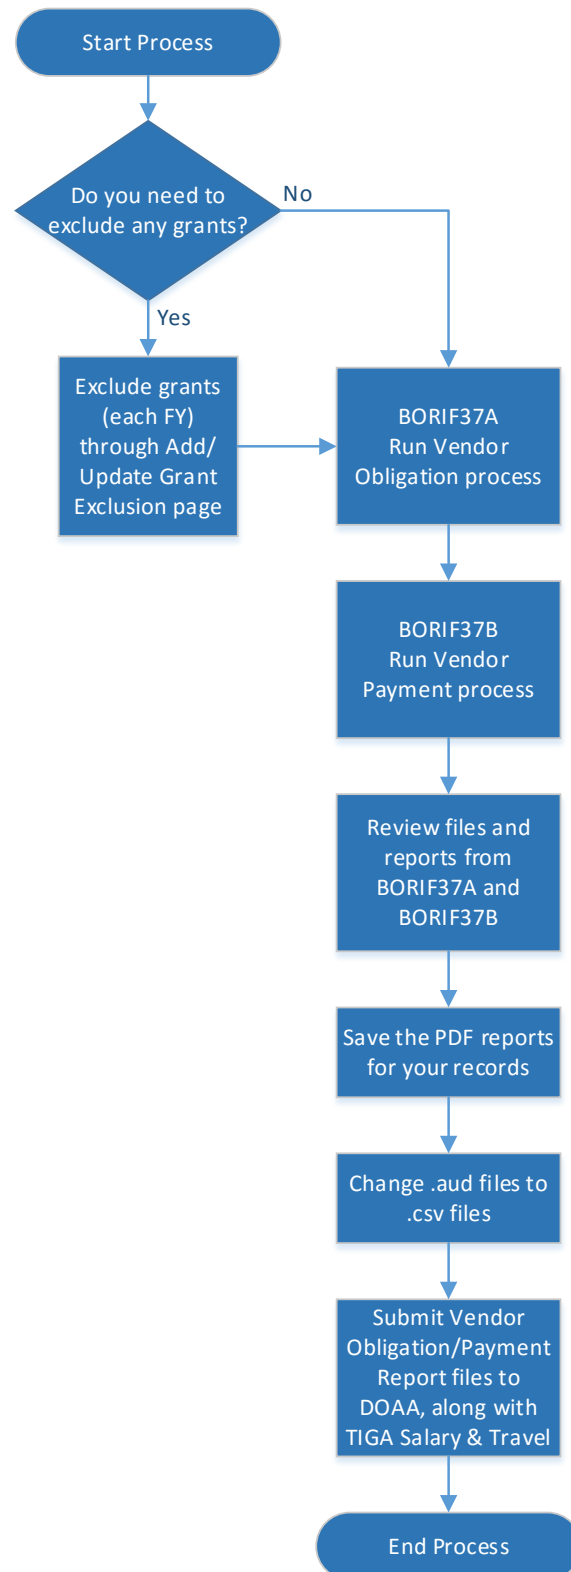 Start Process
Do you need to
exclude any grants?
No
Yes
Exclude grants
(each FY)
through Add/
Update Grant
Exclusion page
BORIF37A
Run Vendor
Obligation process
BORIF37B
Run Vendor
Payment process
Review files and
reports from
BORIF37A and
BORIF37B
Save the PDF reports
for your records
Change .aud files to
.csv files
Submit Vendor
Obligation/Payment
Report files to
DOAA, along with
TIGA Salary & Travel
End Process